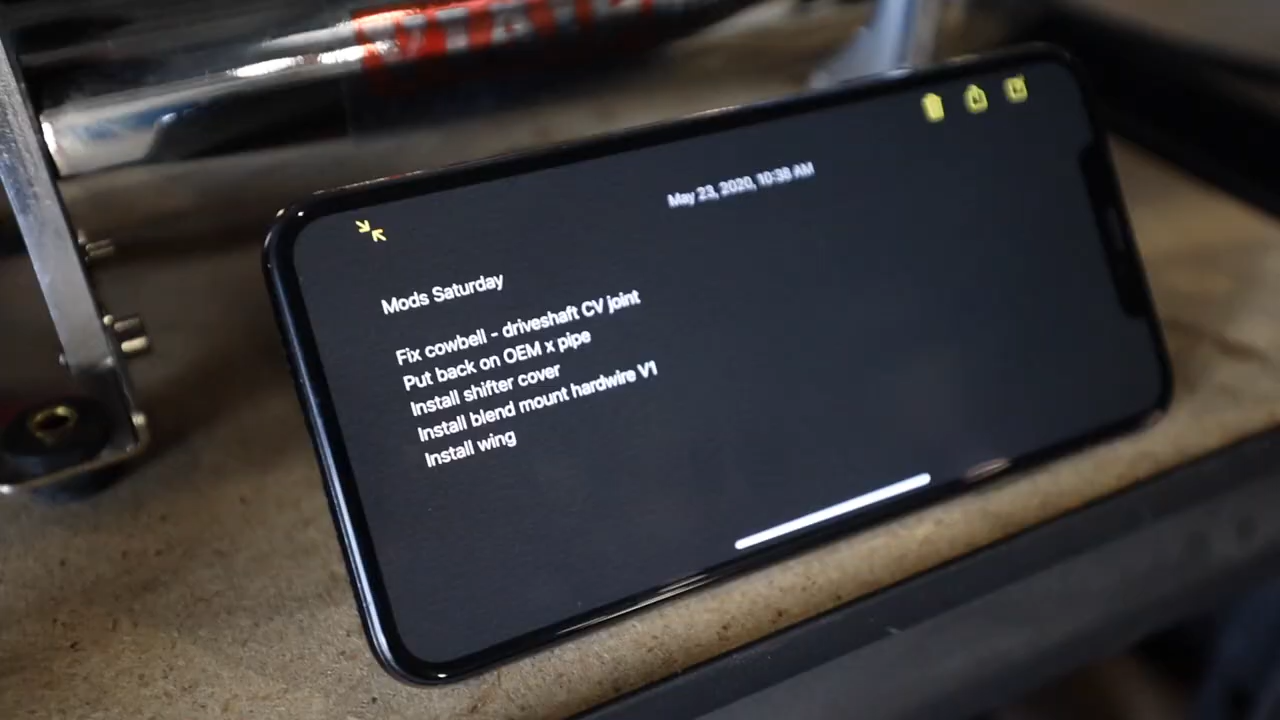 May 23, 2020, 10:38 AM
Mods Saturday
Fix cowbell - driveshaft CV joint
Put back on OEM x pipe
Install shifter cover
Install blend mount hardwire V1
Install wing